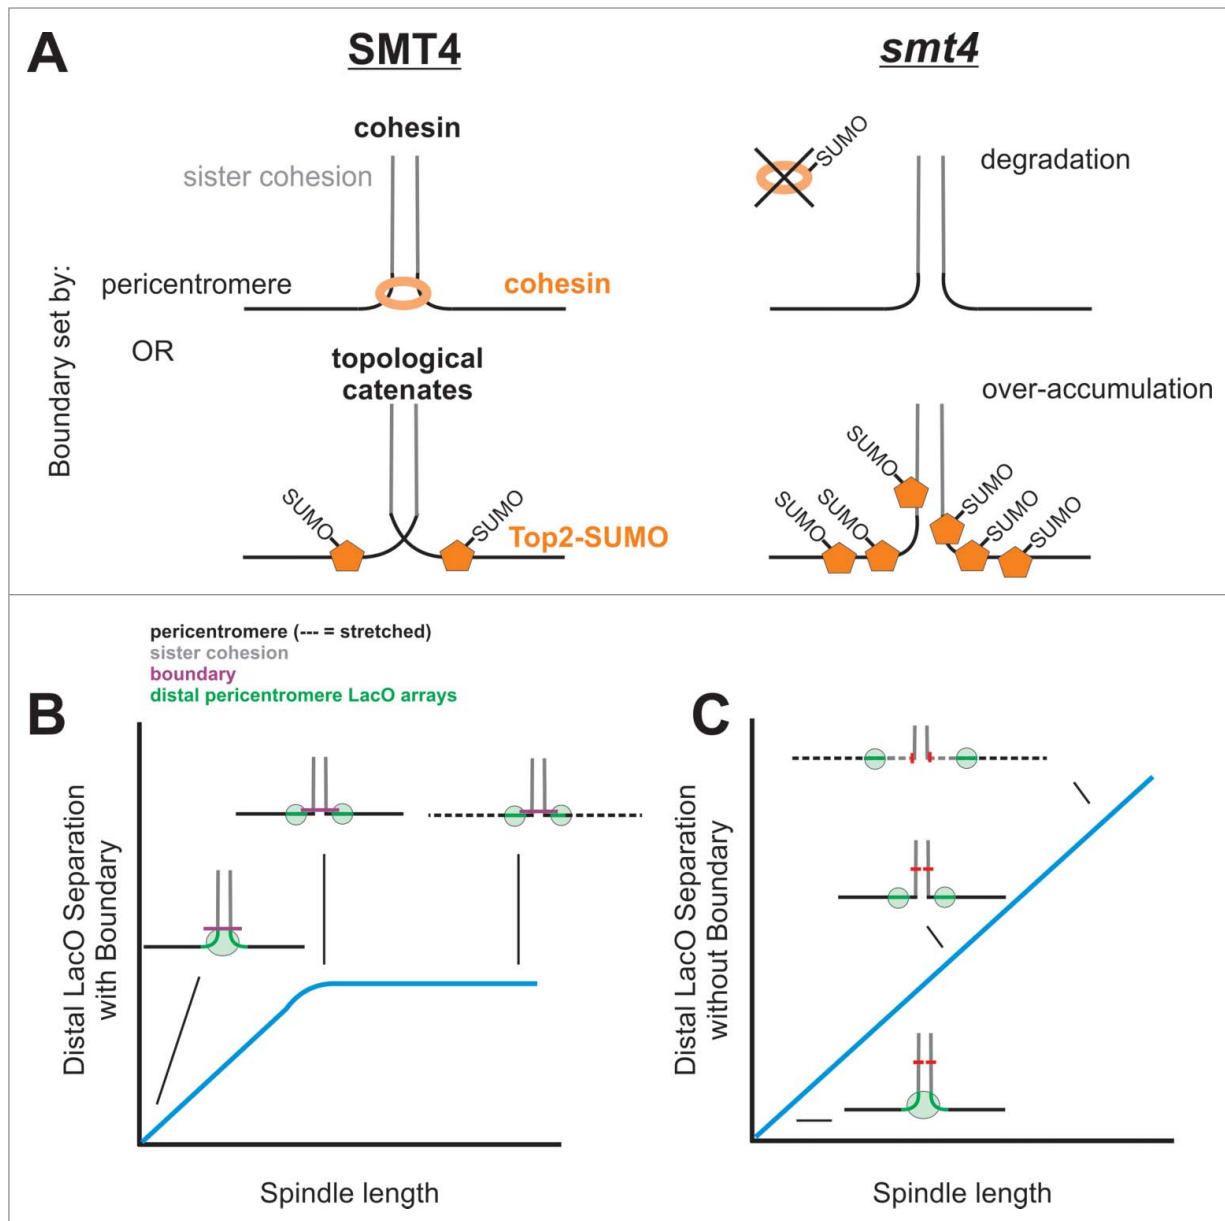 A
SMT4
smt4
cohesin
sister cohesion
SUMO
degradation
Boundary set by:
pericentromere
cohesin
OR
topological
catenates
over-accumulation
SUMO
SUMO
Top2-SUMO
SUMO
SUMO
SUMO
SUMO
SUMO
SUMO
pericentromere (--- = stretched)
sister cohesion
boundary
distal pericentromere LacO arrays
B
Distal LacO Separation
with Boundary
Spindle length
C
Distal LacO Separation
without Boundary
Spindle length